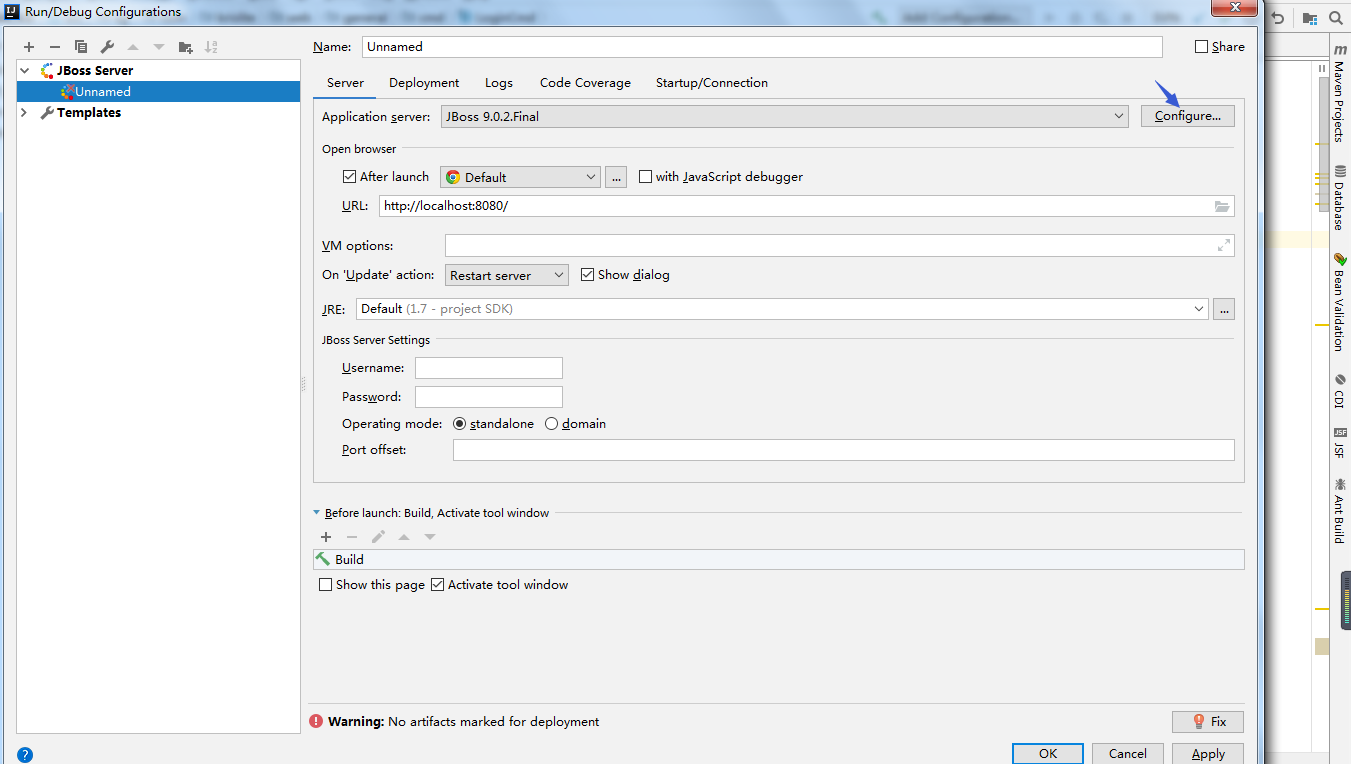 Run/Debug Configurations
JBoss Server
Unnamed
Templates
Name: Unnamed
Share
Server Deployment Logs Code Coverage Startup/Connection
Application server: JBoss 9.0.2.Final Configure...
Open browser
After launch Default ... with JavaScript debugger
URL: http://localhost:8080/
VM options:
On 'Update' action: Restart server Show dialog
JRE: Default (1.7 - project SDK) ...
JBoss Server Settings
Username:
Password:
Operating mode: standalone domain
Port offset:
Before launch: Build, Activate tool window
Build
Show this page Activate tool window
Warning: No artifacts marked for deployment Fix
OK Cancel Apply
Maven Projects
Database
Bean Validation
CDI
JSF
JSF
Ant Build